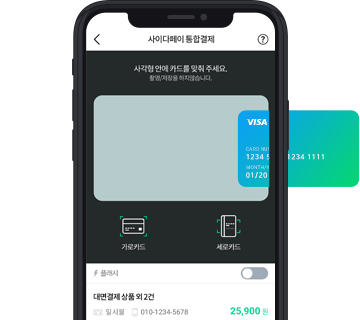 사이다페이 통합결제
?
사각형 안에 카드를 맞춰 주세요.
촬영/저장을 하지않습니다.
VISA
CARD NU
1234 5 1234 1111
MONTH/
01/20
가로카드
세로카드
플래시
대면결제 상품 외 2건
일시불
010-1234-5678
25,900 원